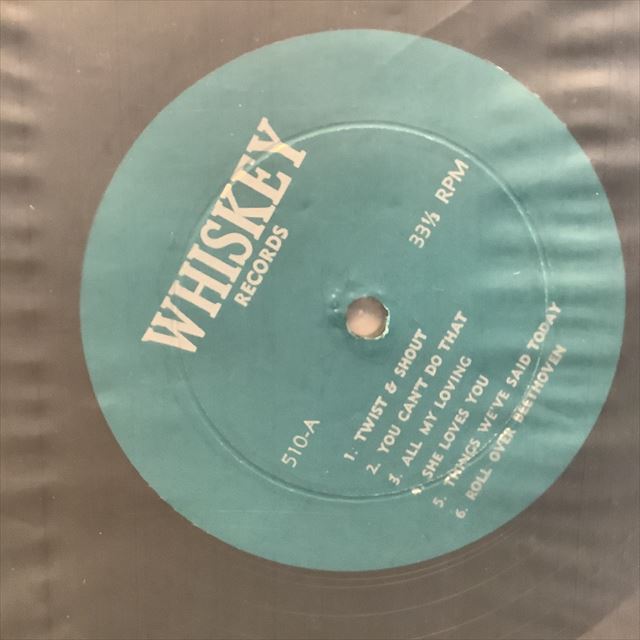 WHISKEY
RECORDS
33⅓ RPM
510-A
1. TWIST & SHOUT
2. YOU CAN'T DO THAT
3. ALL MY LOVING
4. SHE LOVES YOU
5. THINGS WE'VE SAID TODAY
6. ROLL OVER BEETHOVEN